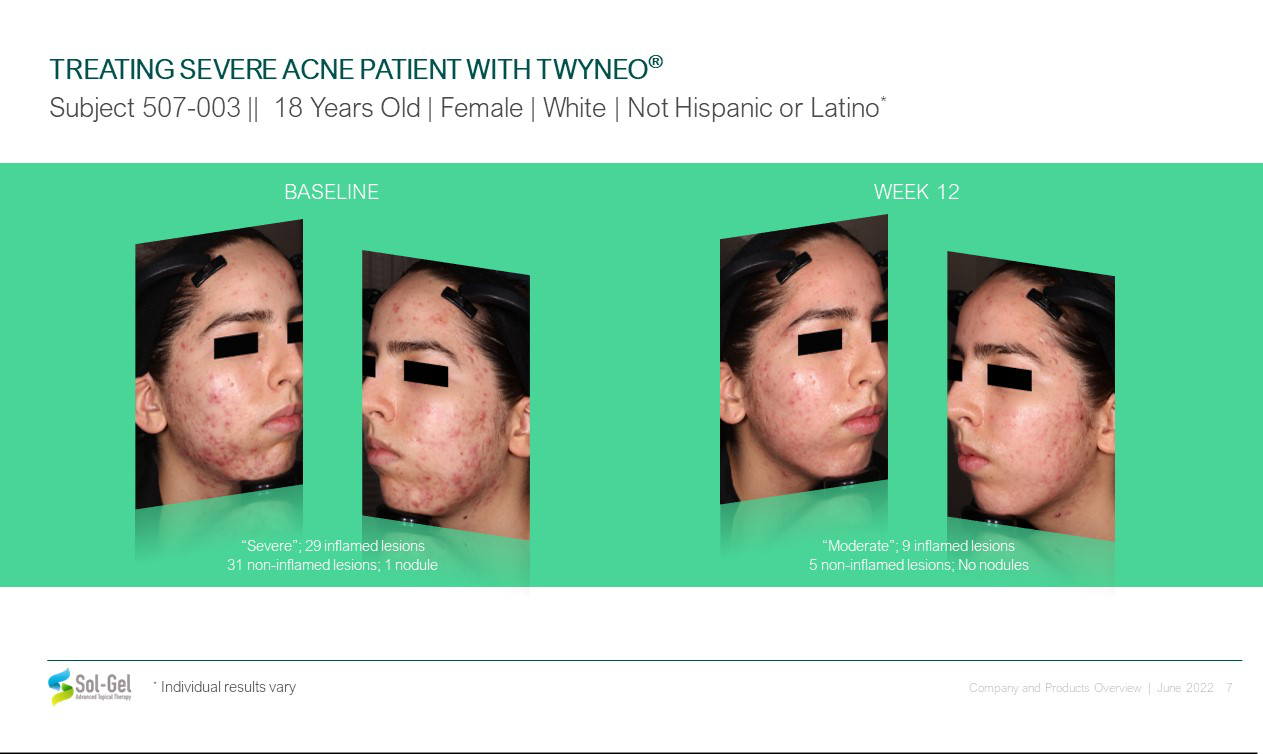 TREATING SEVERE ACNE PATIENT WITH TWYNEO®
Subject 507-003 || 18 Years Old | Female | White | Not Hispanic or Latino*
BASELINE
WEEK 12
“Severe”; 29 inflamed lesions
31 non-inflamed lesions; 1 nodule
“Moderate”; 9 inflamed lesions
5 non-inflamed lesions; No nodules
Sol-Gel
Advanced Topical Therapy
* Individual results vary
Company and Products Overview | June 2022 7